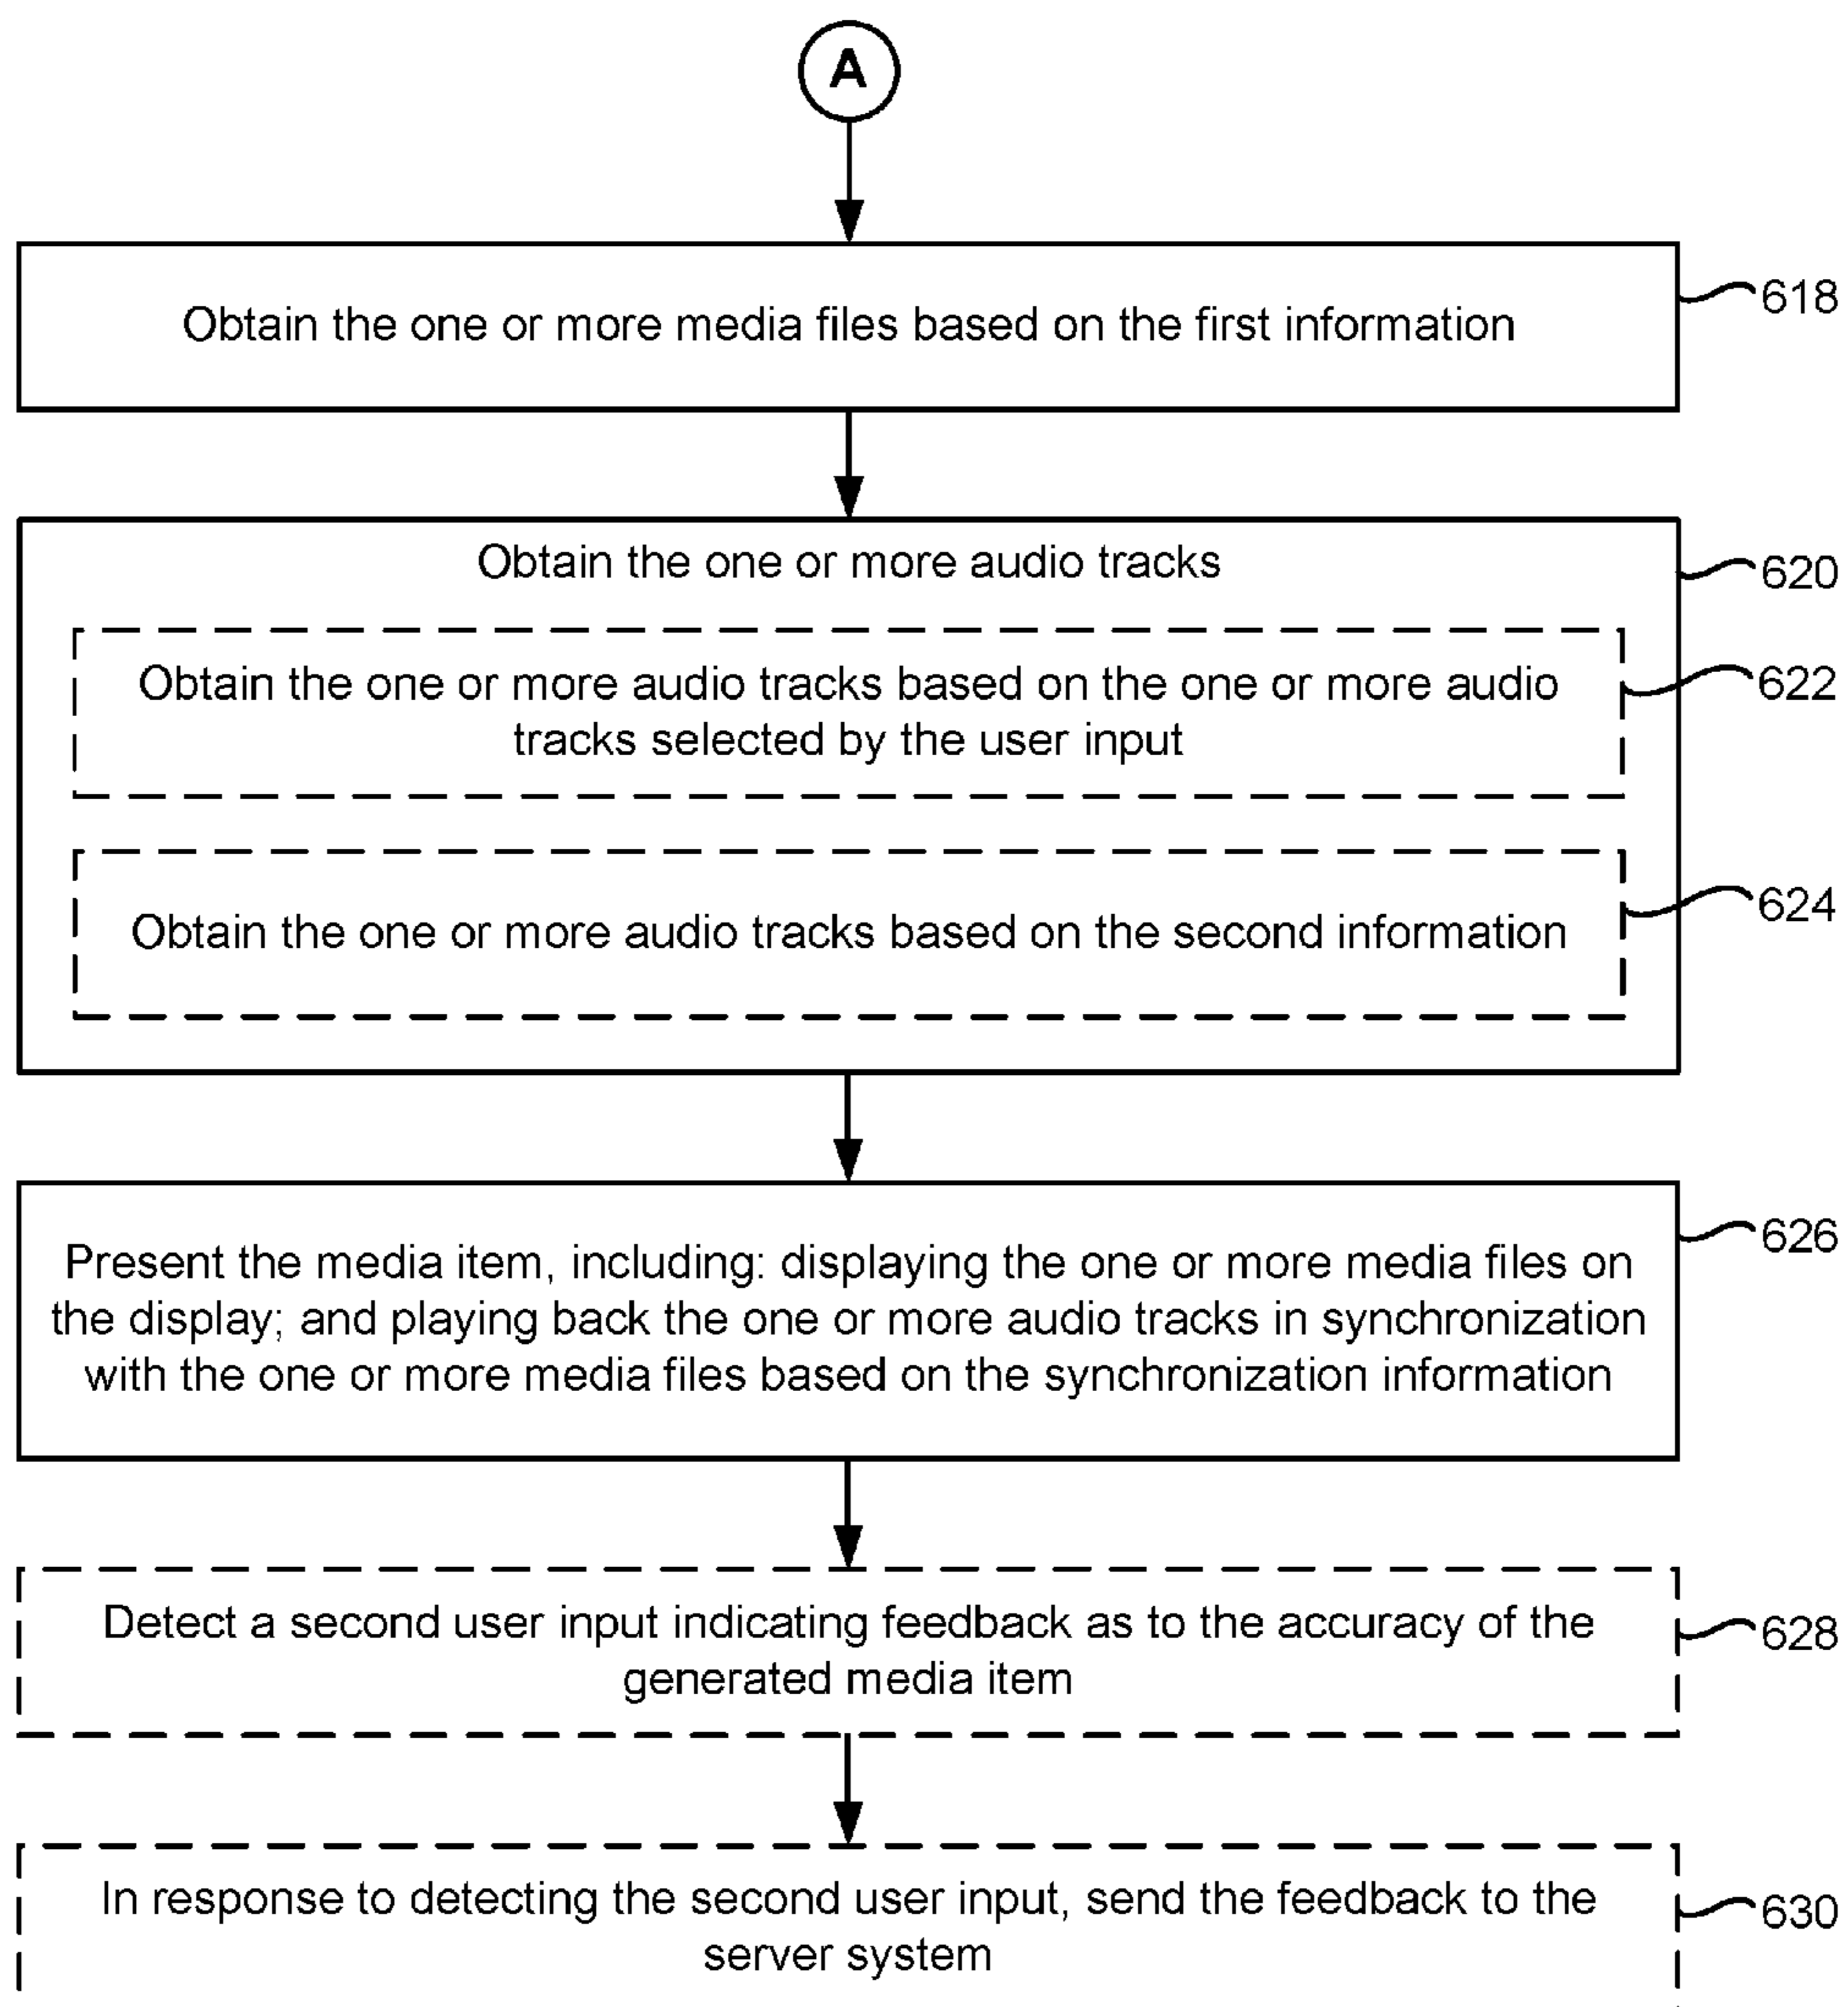 A
Obtain the one or more media files based on the first information
618
Obtain the one or more audio tracks
620
Obtain the one or more audio tracks based on the one or more audio
tracks selected by the user input
622
Obtain the one or more audio tracks based on the second information
624
Present the media item, including: displaying the one or more media files on
the display; and playing back the one or more audio tracks in synchronization
with the one or more media files based on the synchronization information
626
Detect a second user input indicating feedback as to the accuracy of the
generated media item
628
In response to detecting the second user input, send the feedback to the
server system
630